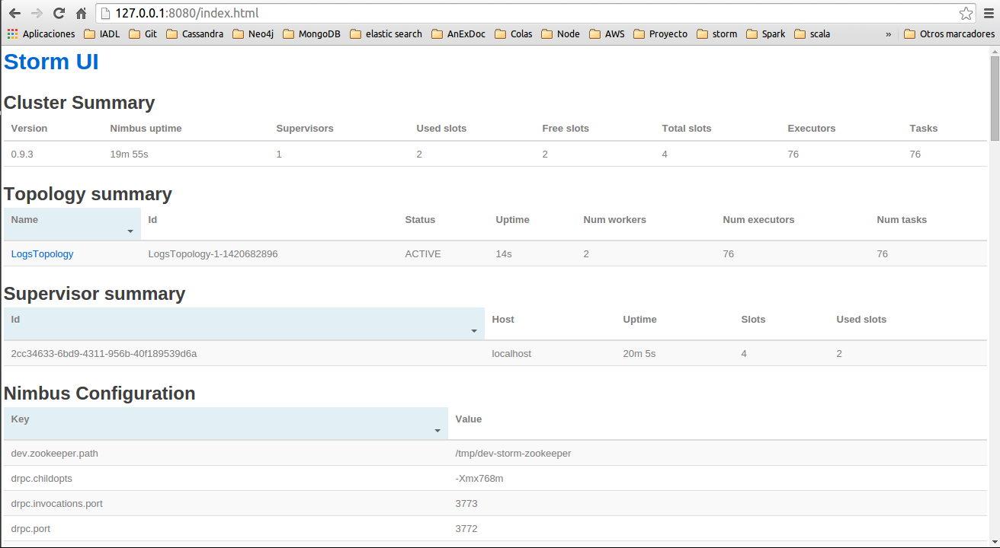 127.0.0.1:8080/index.html
Aplicaciones IADL Git Cassandra Neo4j MongoDB elastic search AnExDoc Colas Node AWS Proyecto storm Spark scala » Otros marcadores
Storm UI
Cluster Summary
Version Nimbus uptime Supervisors Used slots Free slots Total slots Executors Tasks
0.9.3 19m 55s 1 2 2 4 76 76
Topology summary
Name Id Status Uptime Num workers Num executors Num tasks
LogsTopology LogsTopology-1-1420682896 ACTIVE 14s 2 76 76
Supervisor summary
Id Host Uptime Slots Used slots
2cc34633-6bd9-4311-956b-40f189539d6a localhost 20m 5s 4 2
Nimbus Configuration
Key Value
dev.zookeeper.path /tmp/dev-storm-zookeeper
drpc.childopts -Xmx768m
drpc.invocations.port 3773
drpc.port 3772